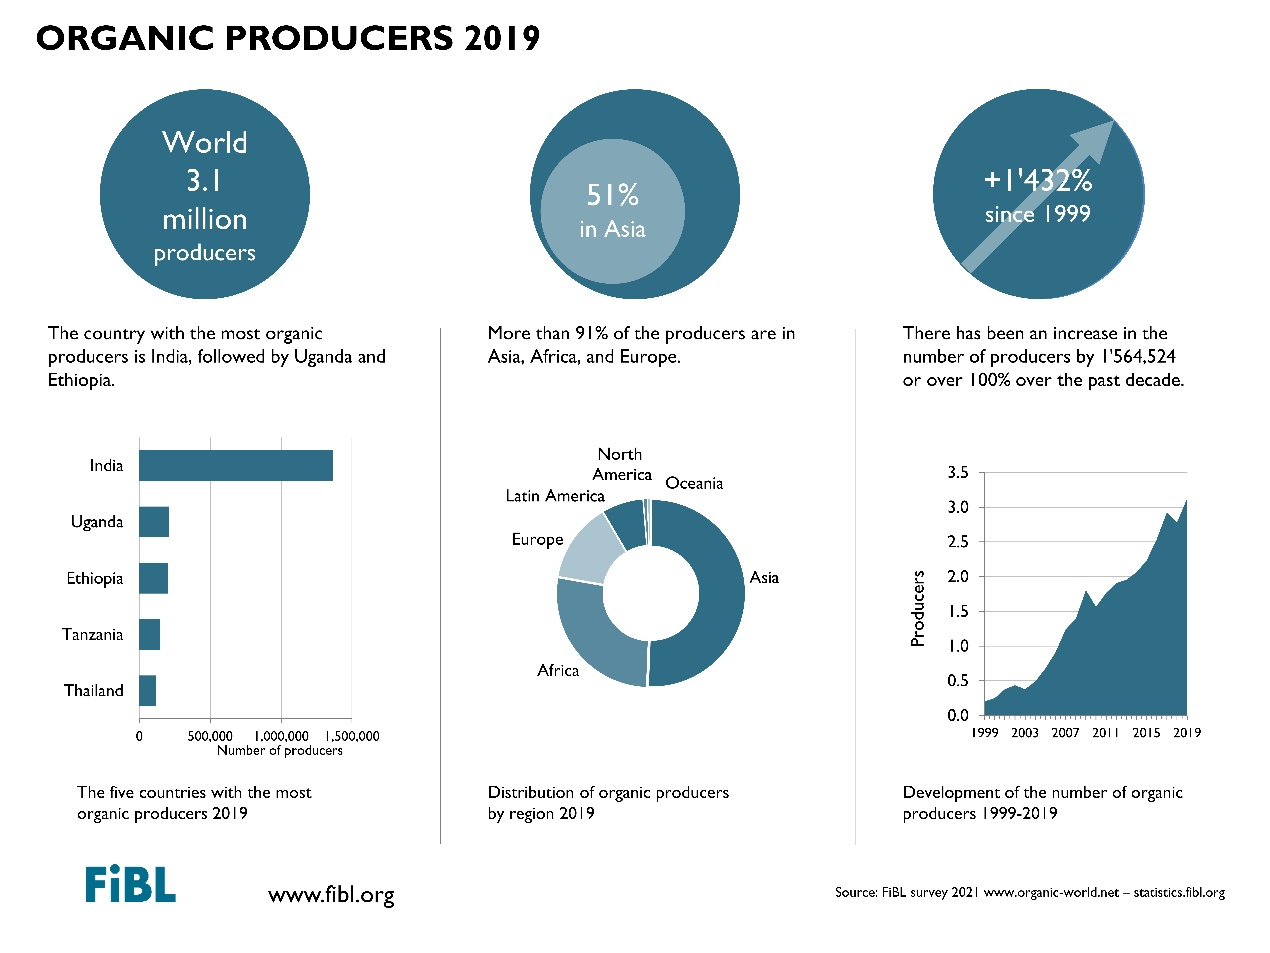 ORGANIC PRODUCERS 2019
World
3.1
million
producers
The country with the most organic
producers is India, followed by Uganda and
Ethiopia.
India
Uganda
Ethiopia
Tanzania
Thailand
0 500,000 1,000,000 1,500,000
Number of producers
The five countries with the most
organic producers 2019
51%
in Asia
More than 91% of the producers are in
Asia, Africa, and Europe.
North
America
Oceania
Latin America
Europe
Asia
Africa
Distribution of organic producers
by region 2019
+1'432%
since 1999
There has been an increase in the
number of producers by 1'564,524
or over 100% over the past decade.
Producers
3.5
3.0
2.5
2.0
1.5
1.0
0.5
0.0
1999 2003 2007 2011 2015 2019
Development of the number of organic
producers 1999-2019
FiBL
www.fibl.org
Source: FiBL survey 2021 www.organic-world.net – statistics.fibl.org